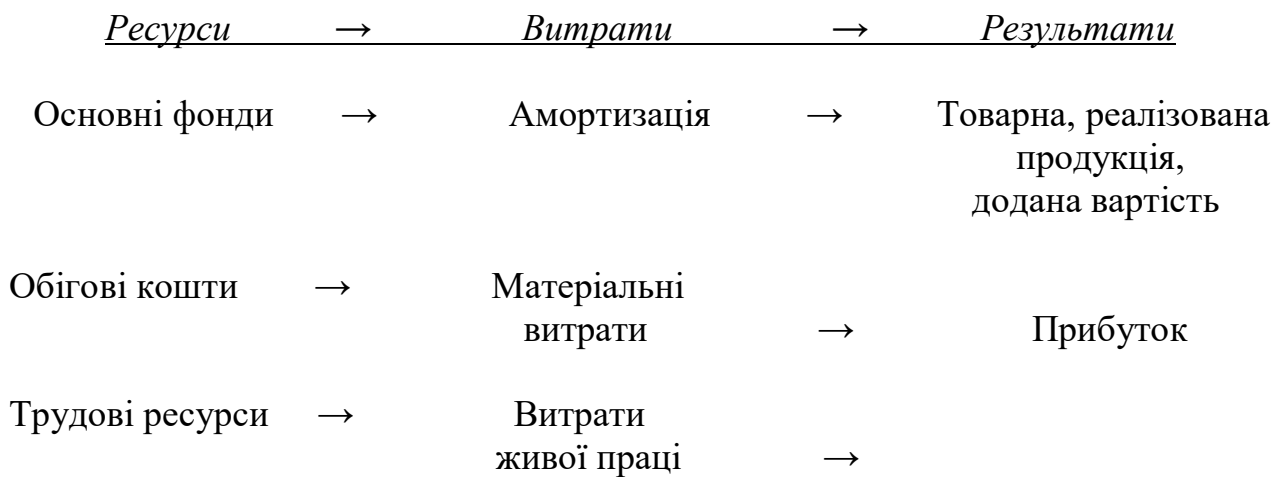 Ресурси → Витрати → Результати
Основні фонди → Амортизація → Товарна, реалізована
продукція,
додана вартість
Обігові кошти → Матеріальні
витрати → Прибуток
Трудові ресурси → Витрати
живої праці →